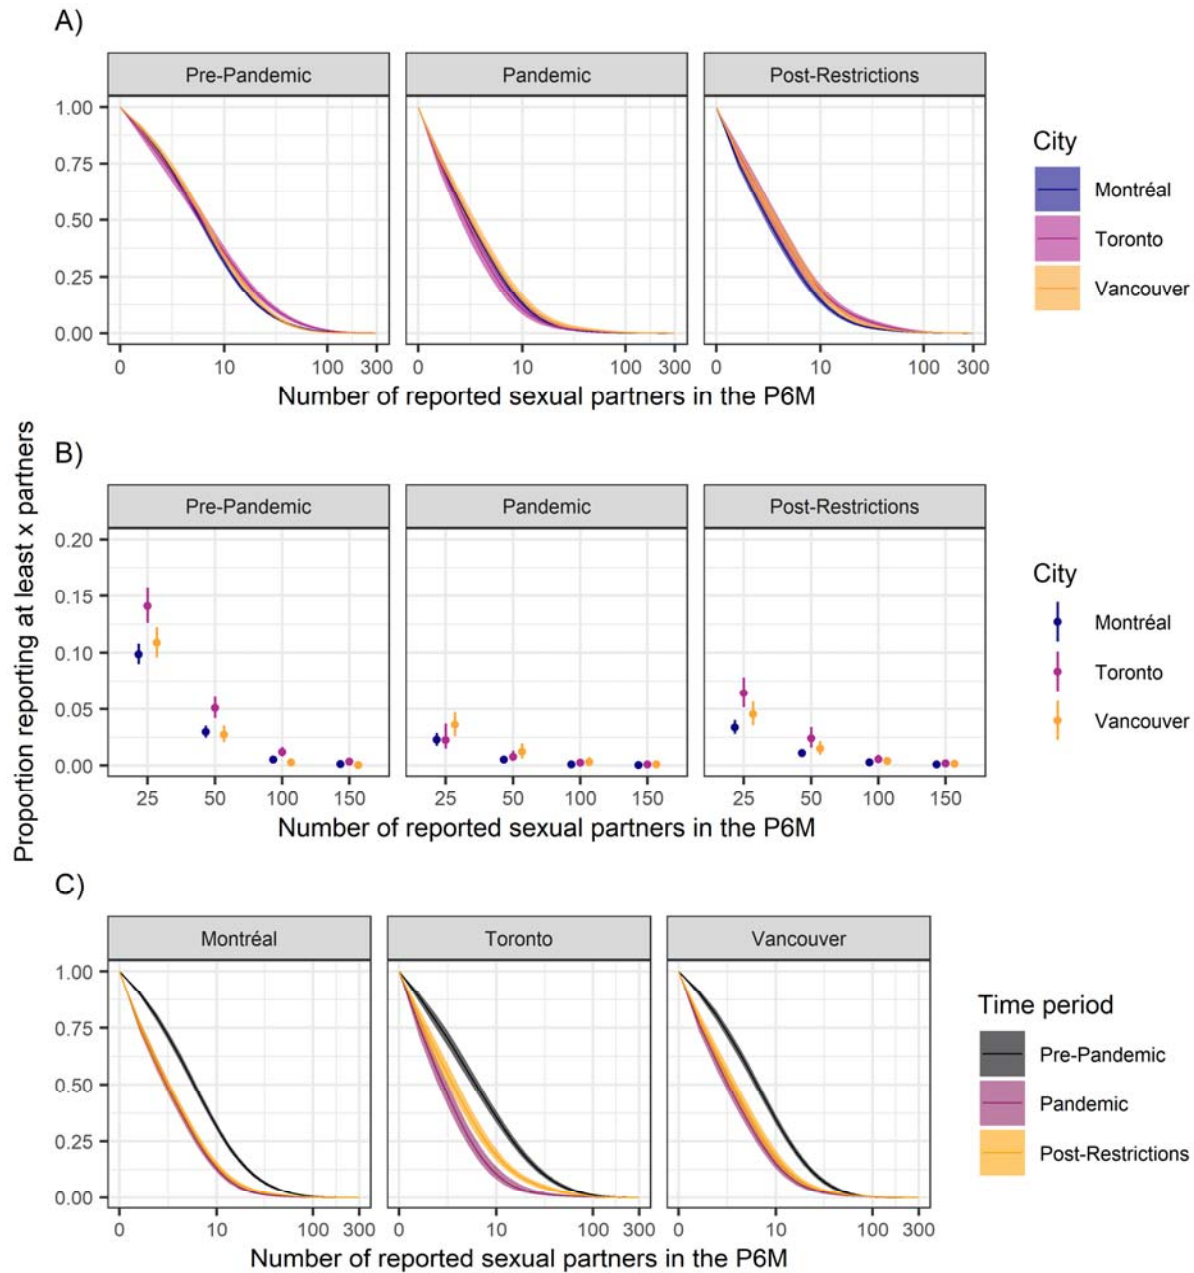 A)
Pre-Pandemic Pandemic Post-Restrictions
1.00
0.75
0.50
0.25
0.00
0 10 100 300 0 10 100 300 0 10 100 300
Number of reported sexual partners in the P6M
City
Montréal
Toronto
Vancouver
Proportion reporting at least x partners
B)
Pre-Pandemic Pandemic Post-Restrictions
0.20
0.15
0.10
0.05
0.00
25 50 100 150 25 50 100 150 25 50 100 150
Number of reported sexual partners in the P6M
City
Montréal
Toronto
Vancouver
C)
Montréal Toronto Vancouver
1.00
0.75
0.50
0.25
0.00
0 10 100 300 0 10 100 300 0 10 100 300
Number of reported sexual partners in the P6M
Time period
Pre-Pandemic
Pandemic
Post-Restrictions